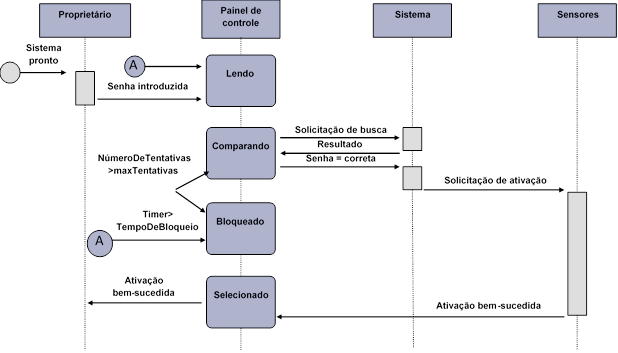 Proprietário
Painel de
controle
Sistema
Sensores
Sistema
pronto
A
Lendo
Senha introduzida
Comparando
Solicitação de busca
Resultado
Senha = correta
NúmeroDeTentativas
>maxTentativas
Solicitação de ativação
Timer>
TempoDeBloqueio
A
Bloqueado
Ativação
bem-sucedida
Selecionado
Ativação bem-sucedida